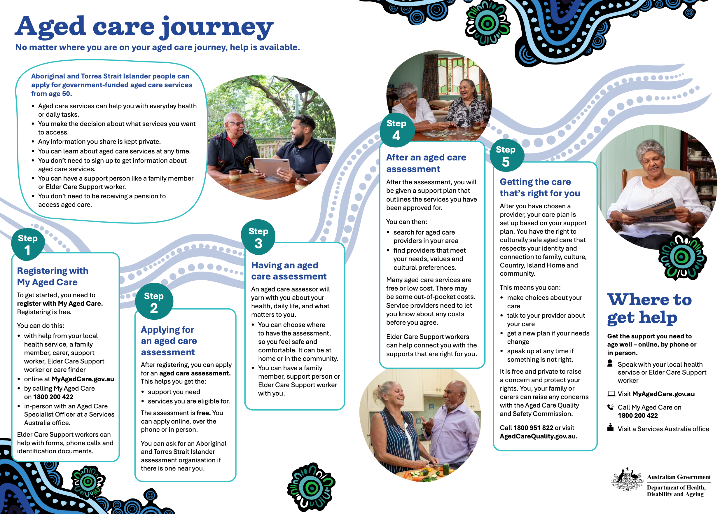 Aged care journey
No matter where you are on your aged care journey, help is available.
Aboriginal and Torres Strait Islander people can
apply for government-funded aged care services
from age 50.
• Aged care services can help you with everyday health
or daily tasks.
• You make the decision about what services you want
to access.
• Any information you share is kept private.
• You can learn about aged care services at any time.
• You don't need to sign up to get information about
aged care services.
• You can have a support person like a family member
or Elder Care Support worker.
• You don't need to be receiving a pension to
access aged care.
Step
1
Registering with
My Aged Care
To get started, you need to
register with My Aged Care.
Registering is free.
You can do this:
• with help from your local
health service, a family
member, carer, support
worker, Elder Care Support
worker or care finder
• online at MyAgedCare.gov.au
• by calling My Aged Care
on 1800 200 422
• in-person with an Aged Care
Specialist Officer at a Services
Australia office.
Elder Care Support workers can
help with forms, phone calls and
identification documents.
Step
2
Applying for
an aged care
assessment
After registering, you can apply
for an aged care assessment.
This helps you get the:
• support you need
• services you are eligible for.
The assessment is free. You can
apply online, over the
phone or in person.
You can ask for an Aboriginal
and Torres Strait Islander
assessment organisation if
there is one near you.
Step
3
Having an aged
care assessment
An aged care assessor will
yarn with you about your
health, daily life, and what
matters to you.
• You can choose where
to have the assessment,
so you feel safe and
comfortable. It can be at
home or in the community.
• You can have a family
member, support person or
Elder Care Support worker
with you.
Step
4
After an aged care
assessment
After the assessment, you will
be given a support plan that
outlines the services you have
been approved for.
You can then:
• search for aged care
providers in your area
• find providers that meet
your needs, values and
cultural preferences.
Many aged care services are
free or low cost. There may
be some out-of-pocket costs.
Service providers need to let
you know about any costs
before you agree.
Elder Care Support workers
can help connect you with the
supports that are right for you.
Step
5
Getting the care
that's right for you
After you have chosen a
provider, your care plan is
set up based on your support
plan. You have the right to
culturally safe aged care that
respects your identity and
connection to family, culture,
Country, Island Home and
community.
This means you can:
• make choices about your
care
• talk to your provider about
your care
• get a new plan if your needs
change
• speak up at any time if
something is not right.
It is free and private to raise
a concern and protect your
rights. You, your family or
carers can raise any concerns
with the Aged Care Quality
and Safety Commission.
Call 1800 951 822 or visit
AgedCareQuality.gov.au.
Where to
get help
Get the support you need to
age well – online, by phone or
in person.
Speak with your local health
service or Elder Care Support
worker
Visit MyAgedCare.gov.au
Call My Aged Care on
1800 200 422
Visit a Services Australia office
Australian Government
Department of Health,
Disability and Ageing